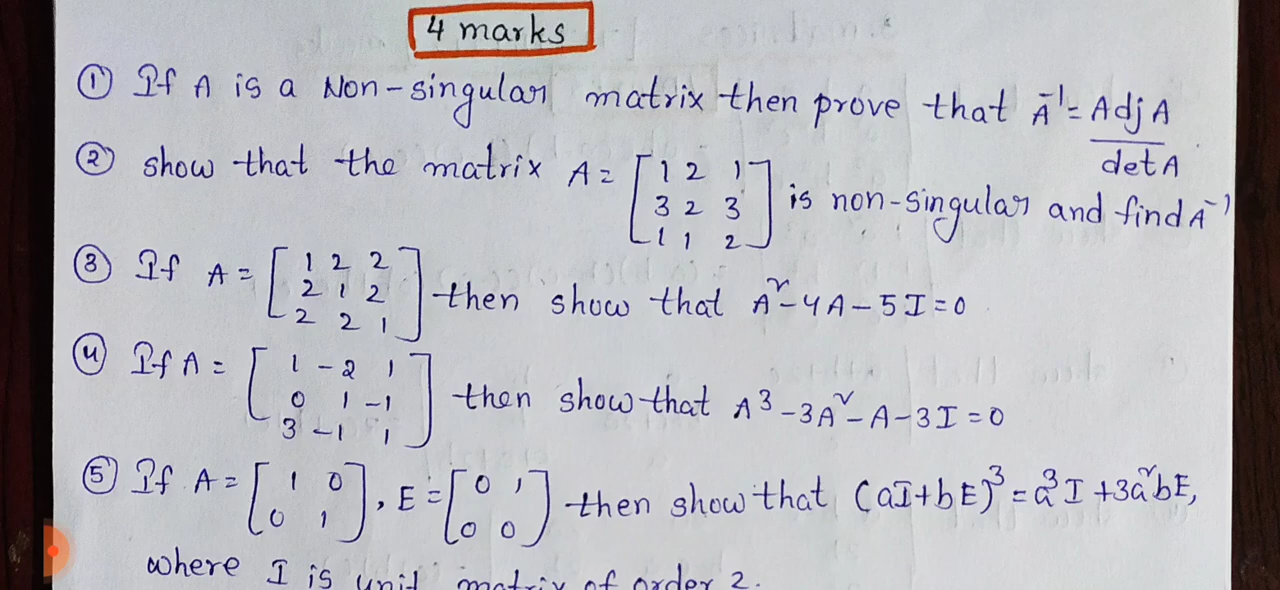 4 marks
① If A is a Non-singular matrix then prove that A⁻¹ = Adj A / det A
② show that the matrix A = [1 2 1; 3 2 3; 1 1 2] is non-singular and find A⁻¹
③ If A = [1 2 2; 2 1 2; 2 2 1] then show that A² - 4A - 5I = 0
④ If A = [1 -2 1; 0 1 -1; 3 -1 1] then show that A³ - 3A² - A - 3I = 0
⑤ If A = [1 0; 0 1], E = [0 1; 0 0] then show that (aI + bE)³ = a³I + 3a²bE,
where I is unit matrix of order 2.